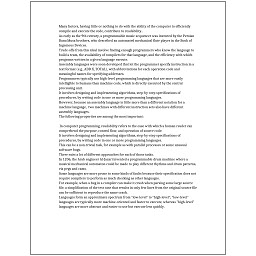 Many factors, having little or nothing to do with the ability of the computer to efficiently
compile and execute the code, contribute to readability.
As early as the 9th century, a programmable music sequencer was invented by the Persian
Banu Musa brothers, who described an automated mechanical flute player in the Book of
Ingenious Devices.
Trade-offs from this ideal involve finding enough programmers who know the language to
build a team, the availability of compilers for that language, and the efficiency with which
programs written in a given language execute.
Assembly languages were soon developed that let the programmer specify instruction in a
text format (e.g., ADD X, TOTAL), with abbreviations for each operation code and
meaningful names for specifying addresses.
Programmers typically use high-level programming languages that are more easily
intelligible to humans than machine code, which is directly executed by the central
processing unit.
It involves designing and implementing algorithms, step-by-step specifications of
procedures, by writing code in one or more programming languages.
However, because an assembly language is little more than a different notation for a
machine language, two machines with different instruction sets also have different
assembly languages.
The following properties are among the most important:

In computer programming, readability refers to the ease with which a human reader can
comprehend the purpose, control flow, and operation of source code.
It involves designing and implementing algorithms, step-by-step specifications of
procedures, by writing code in one or more programming languages.
This can be a non-trivial task, for example as with parallel processes or some unusual
software bugs.
There exist a lot of different approaches for each of those tasks.
In 1206, the Arab engineer Al-Jazari invented a programmable drum machine where a
musical mechanical automaton could be made to play different rhythms and drum patterns,
via pegs and cams.
Some languages are more prone to some kinds of faults because their specification does not
require compilers to perform as much checking as other languages.
For example, when a bug in a compiler can make it crash when parsing some large source
file, a simplification of the test case that results in only few lines from the original source file
can be sufficient to reproduce the same crash.
Languages form an approximate spectrum from "low-level" to "high-level"; "low-level"
languages are typically more machine-oriented and faster to execute, whereas "high-level"
languages are more abstract and easier to use but execute less quickly.